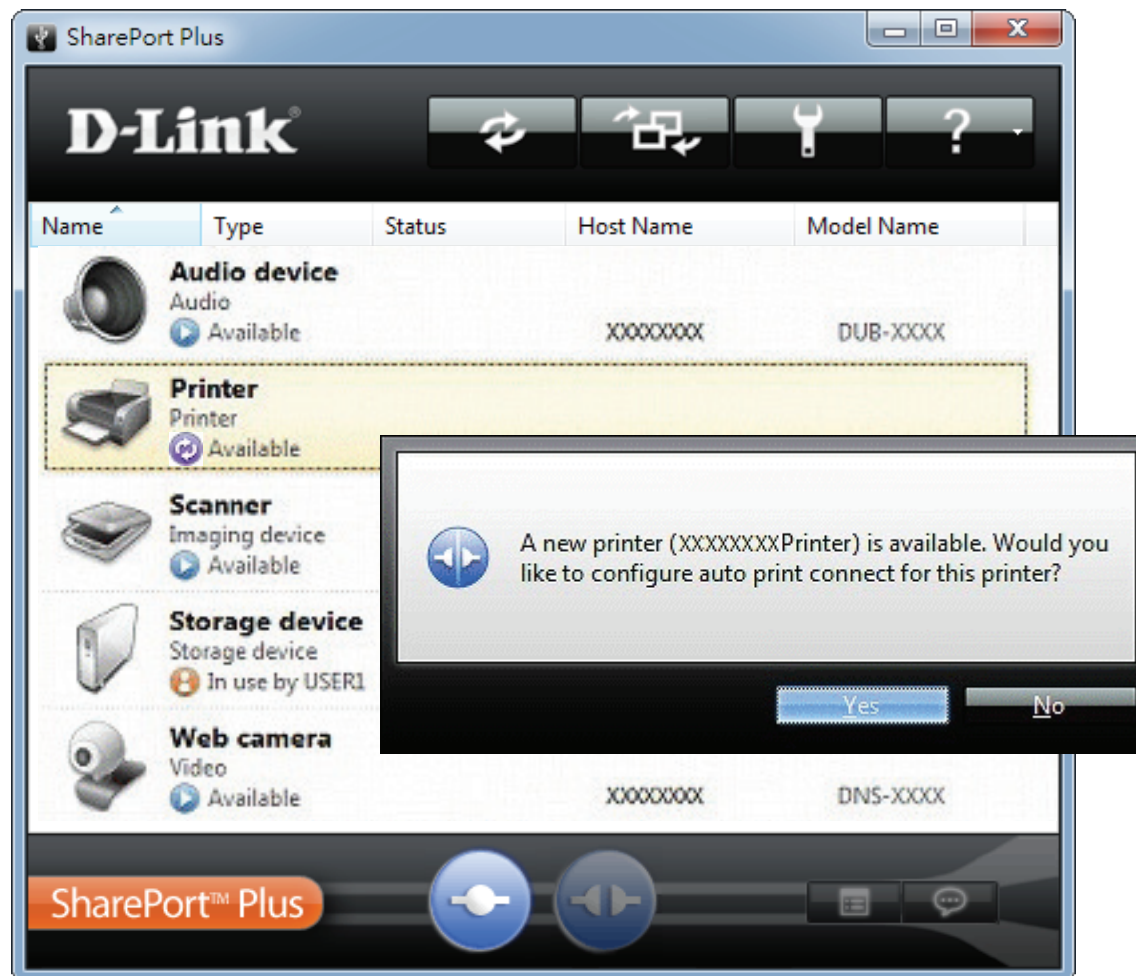 SharePort Plus
D-Link®
?
Name Type Status Host Name Model Name
Audio device
Audio
Available XXXXXXXX DUB-XXXX
Printer
Printer
Available
Scanner
Imaging device
Available
Storage device
Storage device
In use by USER1
Web camera
Video
Available XXXXXXXX DNS-XXXX
A new printer (XXXXXXXXPrinter) is available. Would you
like to configure auto print connect for this printer?
Yes No
SharePort™ Plus